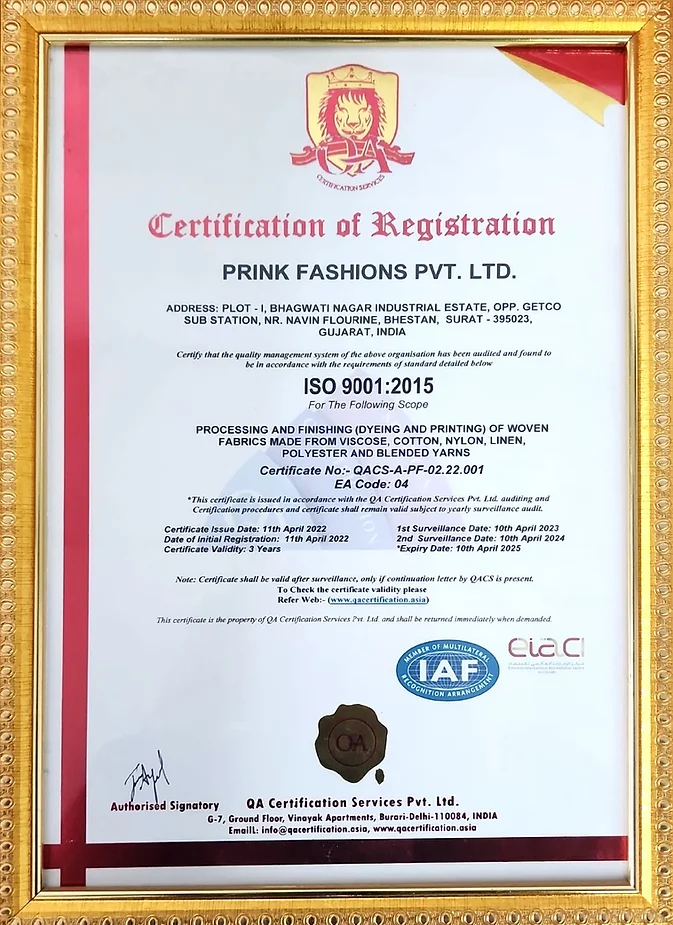 QA
CERTIFICATION SERVICES
Certification of Registration
PRINK FASHIONS PVT. LTD.
ADDRESS: PLOT - I, BHAGWATI NAGAR INDUSTRIAL ESTATE, OPP. GETCO
SUB STATION, NR. NAVIN FLOURINE, BHESTAN, SURAT - 395023,
GUJARAT, INDIA
Certify that the quality management system of the above organisation has been audited and found to
be in accordance with the requirements of standard detailed below
ISO 9001:2015
For The Following Scope
PROCESSING AND FINISHING (DYEING AND PRINTING) OF WOVEN
FABRICS MADE FROM VISCOSE, COTTON, NYLON, LINEN,
POLYESTER AND BLENDED YARNS
Certificate No:- QACS-A-PF-02.22.001
EA Code: 04
*This certificate is issued in accordance with the QA Certification Services Pvt. Ltd. auditing and
Certification procedures and certificate shall remain valid subject to yearly surveillance audit.
Certificate Issue Date: 11th April 2022 1st Surveillance Date: 10th April 2023
Date of Initial Registration: 11th April 2022 2nd Surveillance Date: 10th April 2024
Certificate Validity: 3 Years *Expiry Date: 10th April 2025
Note: Certificate shall be valid after surveillance, only if continuation letter by QACS is present.
To Check the certificate validity please
Refer Web:- (www.qacertification.asia)
This certificate is the property of QA Certification Services Pvt. Ltd. and shall be returned immediately when demanded.
MEMBER OF MULTILATERAL
IAF
RECOGNITION ARRANGEMENT
eiaci
QA
Authorised Signatory
QA Certification Services Pvt. Ltd.
G-7, Ground Floor, Vinayak Apartments, Burari-Delhi-110084, INDIA
EmailL: info@qacertification.asia, www.qacertification.asia